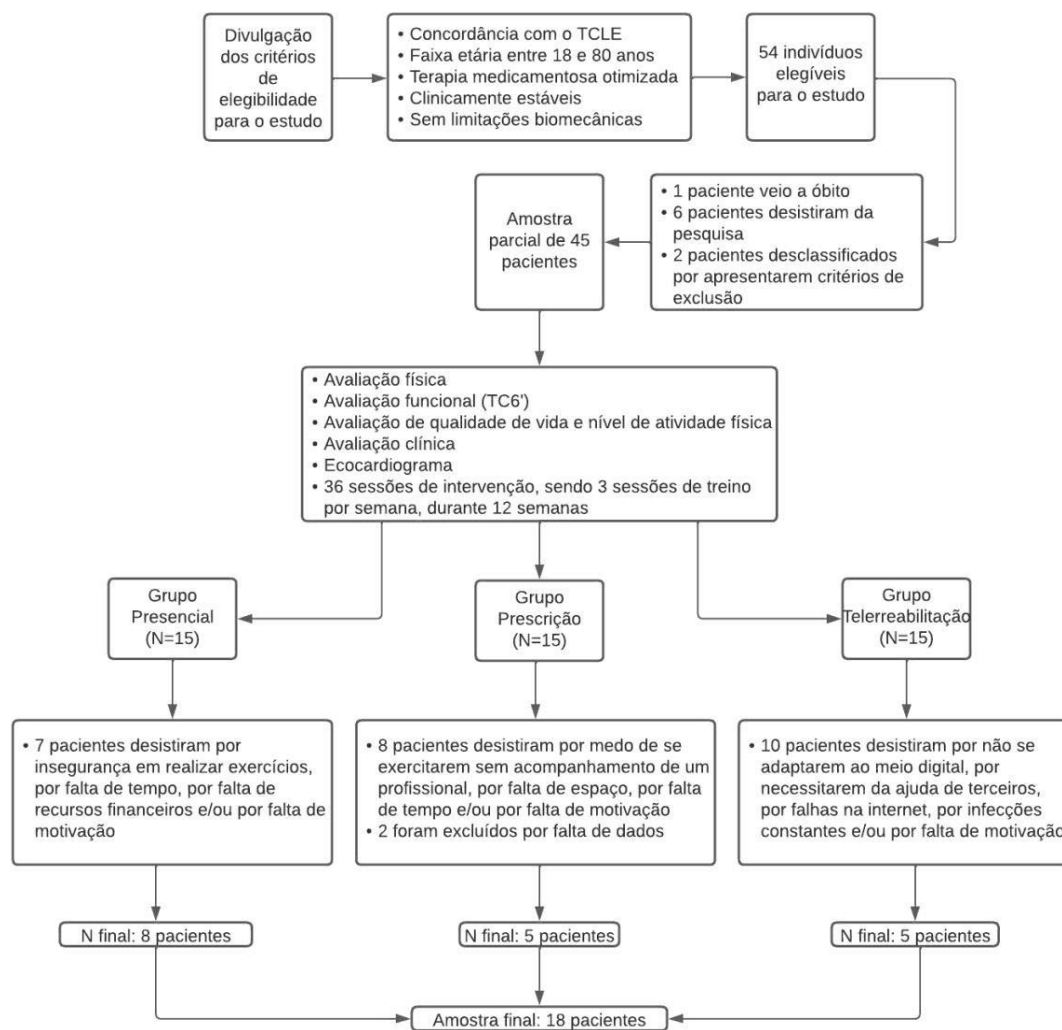 Divulgação
dos critérios
de
elegibilidade
para o estudo
• Concordância com o TCLE
• Faixa etária entre 18 e 80 anos
• Terapia medicamentosa otimizada
• Clinicamente estáveis
• Sem limitações biomecânicas
54 indivíduos
elegíveis
para o estudo
• 1 paciente veio a óbito
• 6 pacientes desistiram da
pesquisa
• 2 pacientes desclassificados
por apresentarem critérios de
exclusão
Amostra
parcial de 45
pacientes
• Avaliação física
• Avaliação funcional (TC6')
• Avaliação de qualidade de vida e nível de atividade física
• Avaliação clínica
• Ecocardiograma
• 36 sessões de intervenção, sendo 3 sessões de treino
por semana, durante 12 semanas
Grupo
Presencial
(N=15)
Grupo
Prescrição
(N=15)
Grupo
Telerreabilitação
(N=15)
• 7 pacientes desistiram por
insegurança em realizar exercícios,
por falta de tempo, por falta de
recursos financeiros e/ou por falta de
motivação
• 8 pacientes desistiram por medo de se
exercitarem sem acompanhamento de um
profissional, por falta de espaço, por falta
de tempo e/ou por falta de motivação
• 2 foram excluídos por falta de dados
• 10 pacientes desistiram por não se
adaptarem ao meio digital, por
necessitarem da ajuda de terceiros,
por falhas na internet, por infecções
constantes e/ou por falta de motivação
N final: 8 pacientes
N final: 5 pacientes
N final: 5 pacientes
Amostra final: 18 pacientes